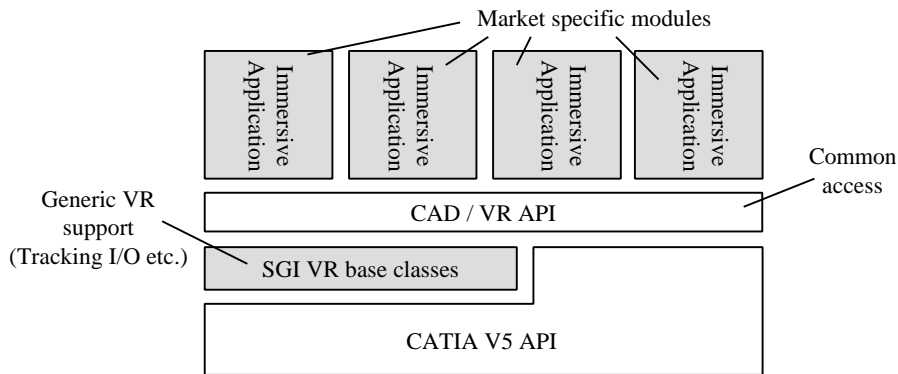 Market specific modules
Immersive
Application
Immersive
Application
Immersive
Application
Immersive
Application
Common
access
CAD / VR API
Generic VR
support
(Tracking I/O etc.)
SGI VR base classes
CATIA V5 API